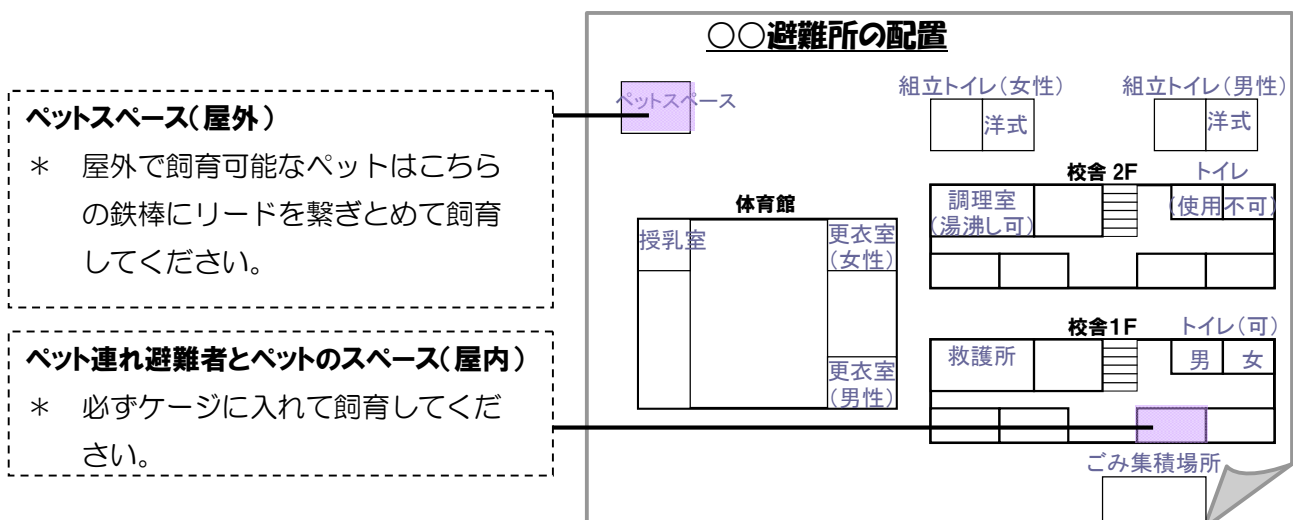 ○○避難所の配置
ペットスペース(屋外)
＊ 屋外で飼育可能なペットはこちら
の鉄棒にリードを繋ぎとめて飼育
してください。
ペット連れ避難者とペットのスペース(屋内)
＊ 必ずケージに入れて飼育してくだ
さい。
ペットスペース
組立トイレ(女性)
洋式
組立トイレ(男性)
洋式
体育館
授乳室
更衣室
(女性)
更衣室
(男性)
校舎 2F
トイレ
調理室
(湯沸し可)
(使用不可)
校舎1F
トイレ(可)
救護所
男
女
ごみ集積場所